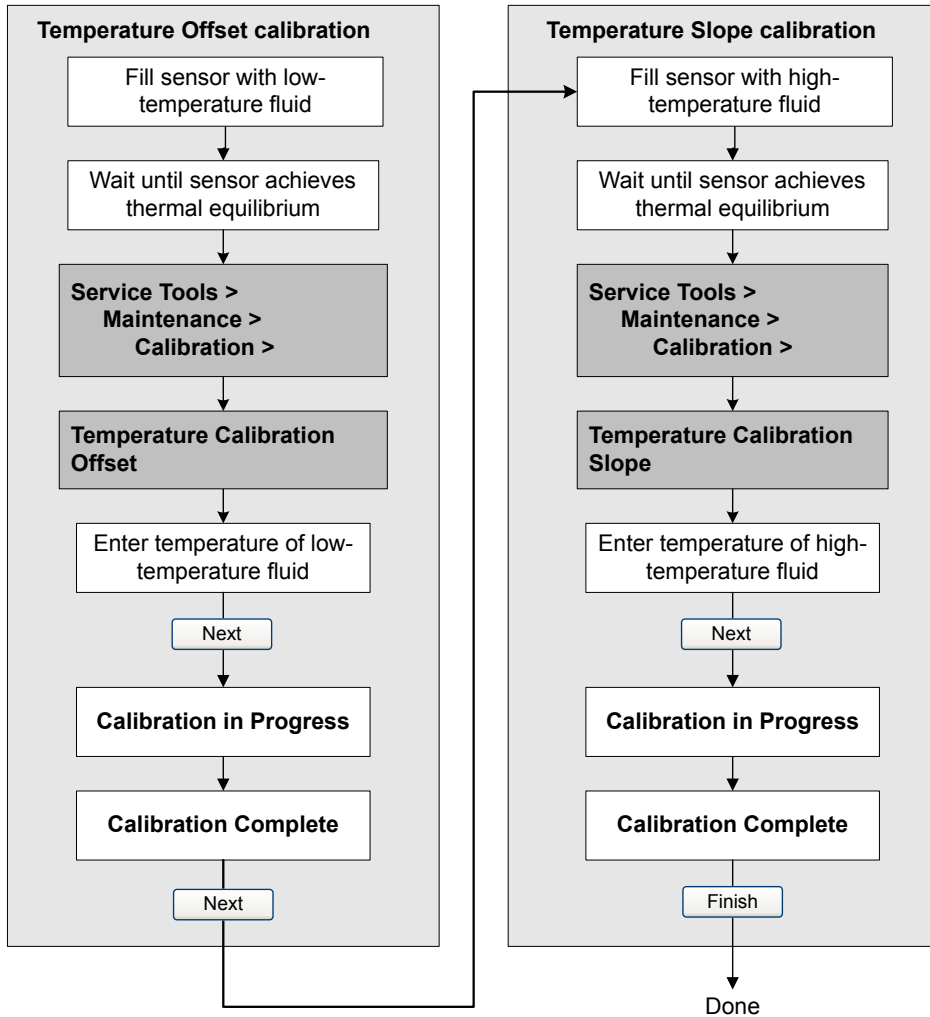 Temperature Offset calibration
Fill sensor with low-
temperature fluid
Wait until sensor achieves
thermal equilibrium
Service Tools >
Maintenance >
Calibration >
Temperature Calibration
Offset
Enter temperature of low-
temperature fluid
Next
Calibration in Progress
Calibration Complete
Next
Temperature Slope calibration
Fill sensor with high-
temperature fluid
Wait until sensor achieves
thermal equilibrium
Service Tools >
Maintenance >
Calibration >
Temperature Calibration
Slope
Enter temperature of high-
temperature fluid
Next
Calibration in Progress
Calibration Complete
Finish
Done